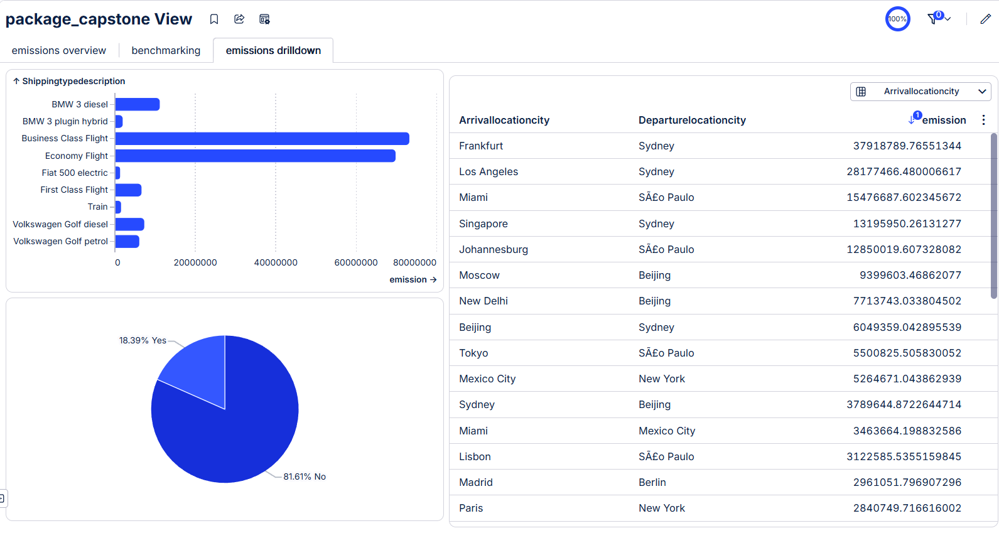 package_capstone View
100%
0
emissions overview
benchmarking
emissions drilldown
↑ Shippingtypedescription
BMW 3 diesel
BMW 3 plugin hybrid
Business Class Flight
Economy Flight
Fiat 500 electric
First Class Flight
Train
Volkswagen Golf diesel
Volkswagen Golf petrol
0 20000000 40000000 60000000 80000000
emission →
18.39% Yes
81.61% No
Arrivallocationcity
Arrivallocationcity Departurelocationcity 1 emission
Frankfurt Sydney 37918789.76551344
Los Angeles Sydney 28177466.480006617
Miami SÃ£o Paulo 15476687.602345672
Singapore Sydney 13195950.26131277
Johannesburg SÃ£o Paulo 12850019.607328082
Moscow Beijing 9399603.46862077
New Delhi Beijing 7713743.033804502
Beijing Sydney 6049359.042895539
Tokyo SÃ£o Paulo 5500825.505830052
Mexico City New York 5264671.043862939
Sydney Beijing 3789644.8722644714
Miami Mexico City 3463664.198832586
Lisbon SÃ£o Paulo 3122585.5355159845
Madrid Berlin 2961051.796907296
Paris New York 2840749.716616002